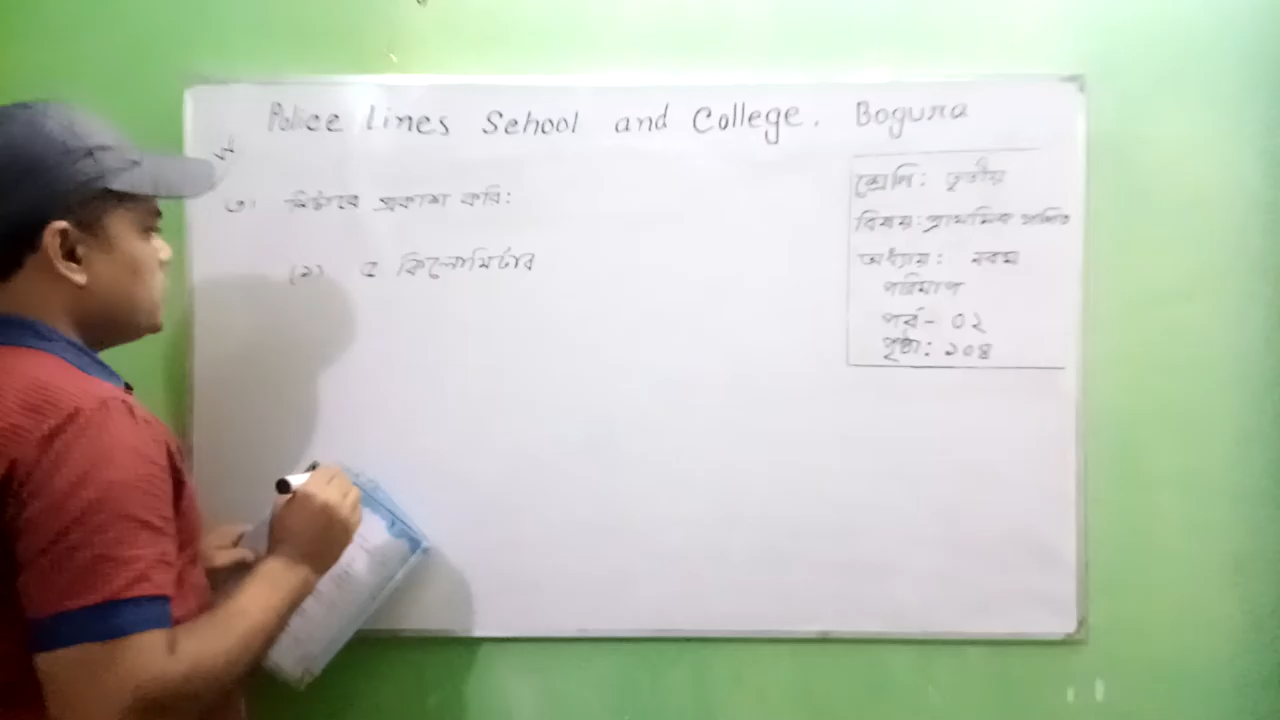 Police Lines School and College. Bogura
৩। মিটারে প্রকাশ করি:
(১) ৫ কিলোমিটার
শ্রেণি: তৃতীয়
বিষয়: প্রাথমিক গণিত
অধ্যায়: নবম
পরিমাপ
পর্ব- ০২
পৃষ্ঠা: ১০৪